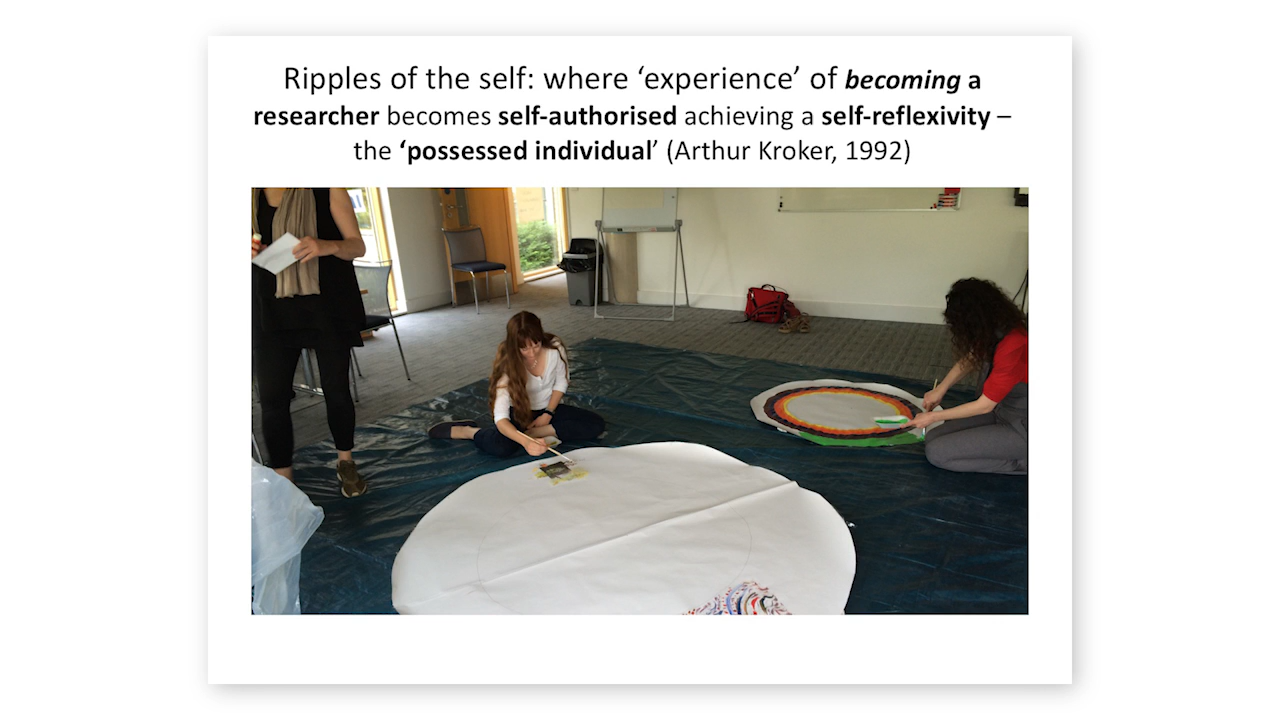 Ripples of the self: where ‘experience’ of becoming a
researcher becomes self-authorised achieving a self-reflexivity –
the ‘possessed individual’ (Arthur Kroker, 1992)